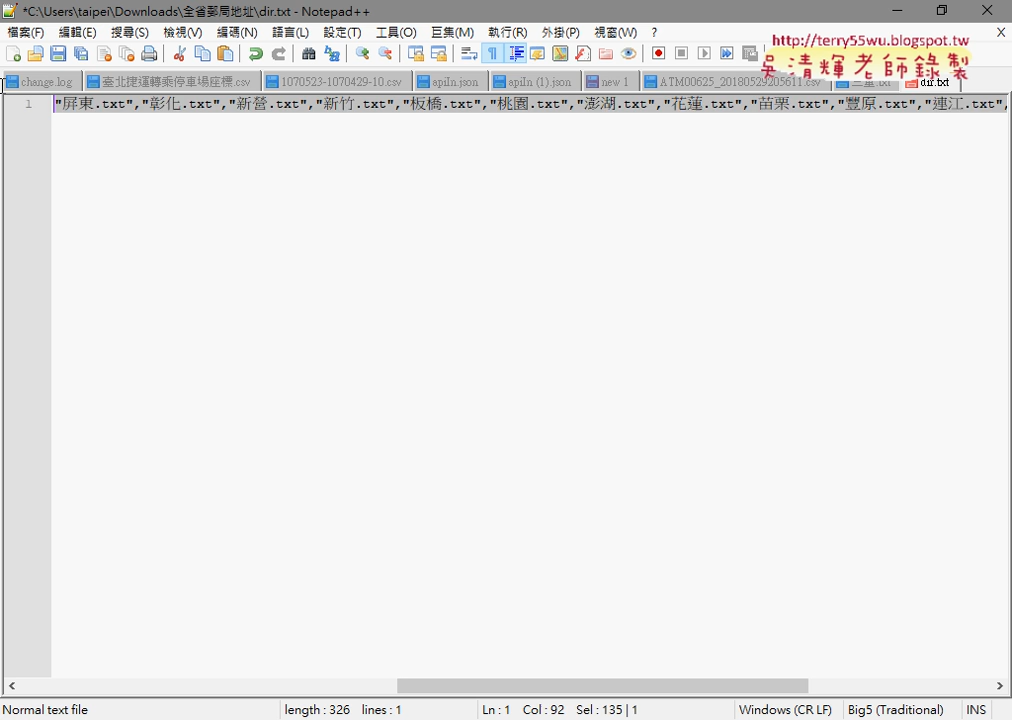 *C:\Users\taipei\Downloads\全省郵局地址\dir.txt - Notepad++
檔案(F) 編輯(E) 搜尋(S) 檢視(V) 編碼(N) 語言(L) 設定(T) 工具(O) 巨集(M) 執行(R) 外掛(P) 視窗(W) ? X
http://terry55wu.blogspot.tw
吳清輝老師錄製
change.log 臺北捷運轉乘停車場座標.csv 1070523-1070429-10.csv apiIn.json apiIn (1).json new 1 ATM00625_20180529205611.csv 三重.txt dir.txt
1 "屏東.txt","彰化.txt","新營.txt","新竹.txt","板橋.txt","桃園.txt","澎湖.txt","花蓮.txt","苗栗.txt","豐原.txt","連江.txt",
Normal text file length : 326 lines : 1 Ln : 1 Col : 92 Sel : 135 | 1 Windows (CR LF) Big5 (Traditional) INS